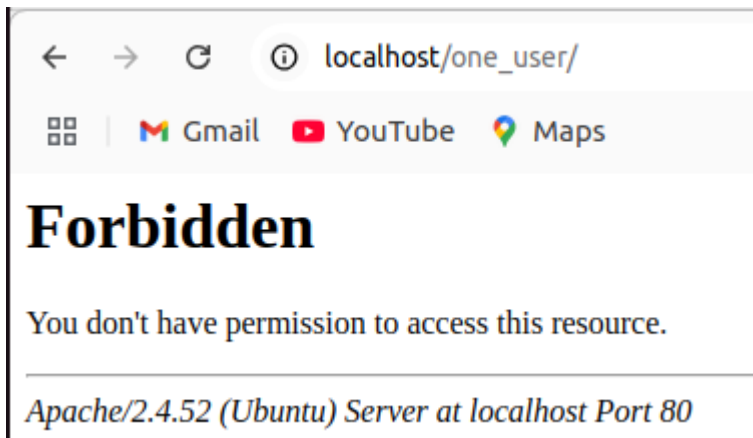 localhost/one_user/
Gmail YouTube Maps
Forbidden
You don't have permission to access this resource.
Apache/2.4.52 (Ubuntu) Server at localhost Port 80